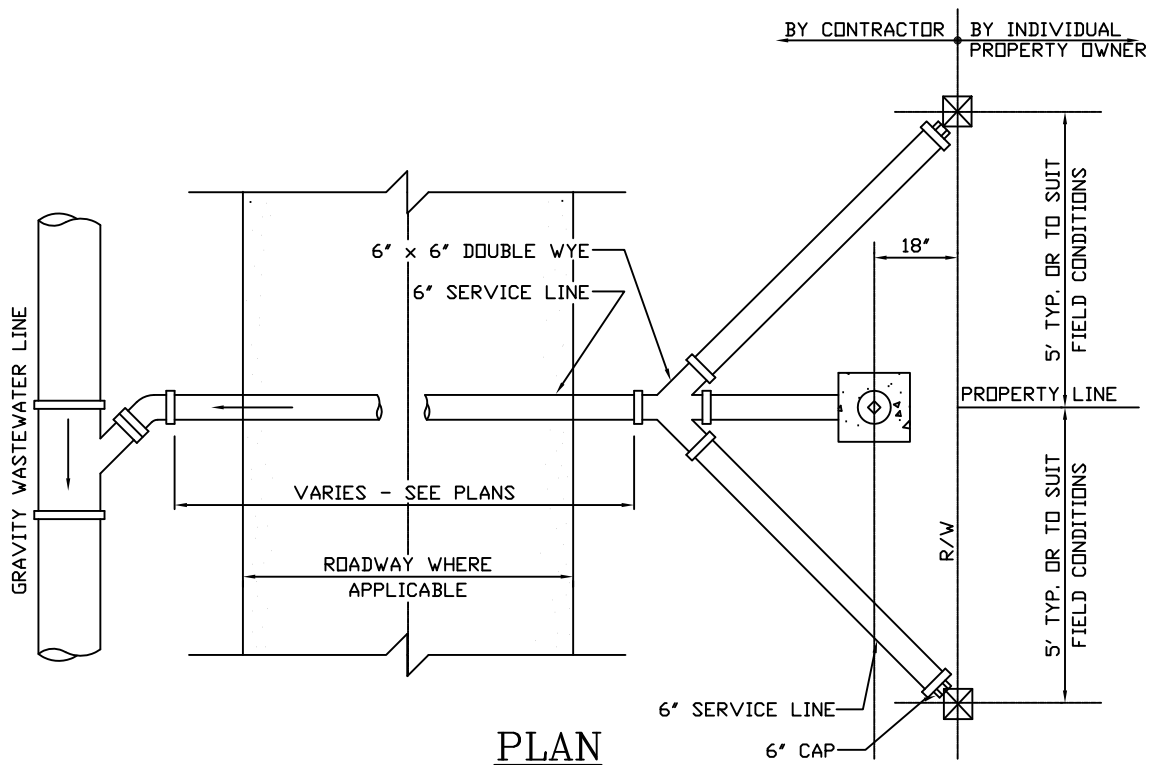 BY CONTRACTOR
BY INDIVIDUAL
PROPERTY OWNER
6" × 6" DOUBLE WYE
6" SERVICE LINE
18"
5' TYP. OR TO SUIT
FIELD CONDITIONS
GRAVITY WASTEWATER LINE
PROPERTY LINE
VARIES - SEE PLANS
ROADWAY WHERE
APPLICABLE
R/W
5' TYP. OR TO SUIT
FIELD CONDITIONS
6" SERVICE LINE
6" CAP
PLAN